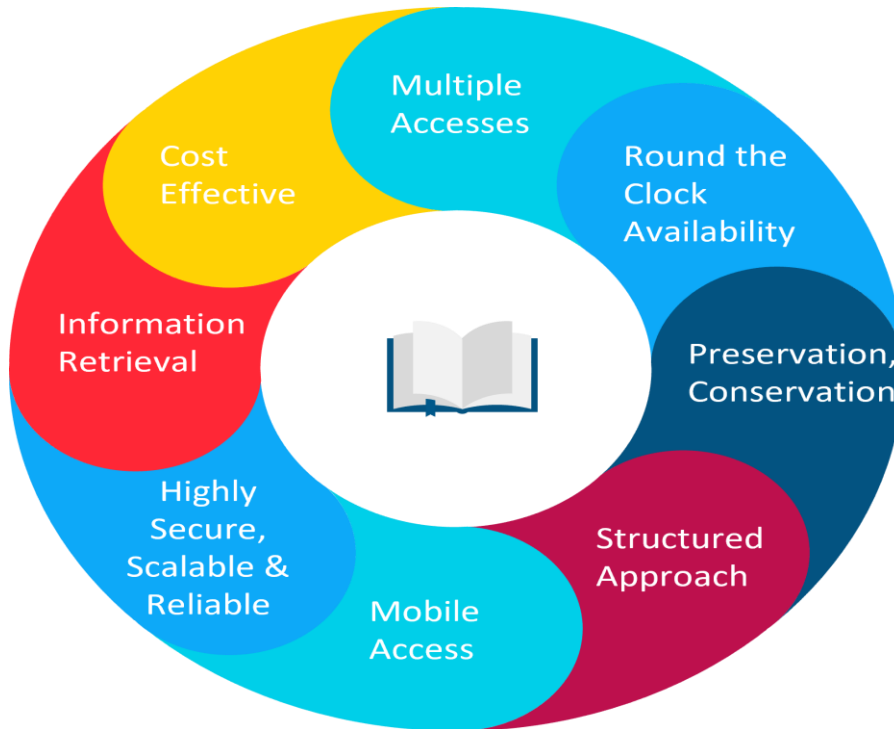 Multiple
Accesses
Round the
Clock
Availability
Preservation,
Conservation
Structured
Approach
Mobile
Access
Highly
Secure,
Scalable &
Reliable
Information
Retrieval
Cost
Effective